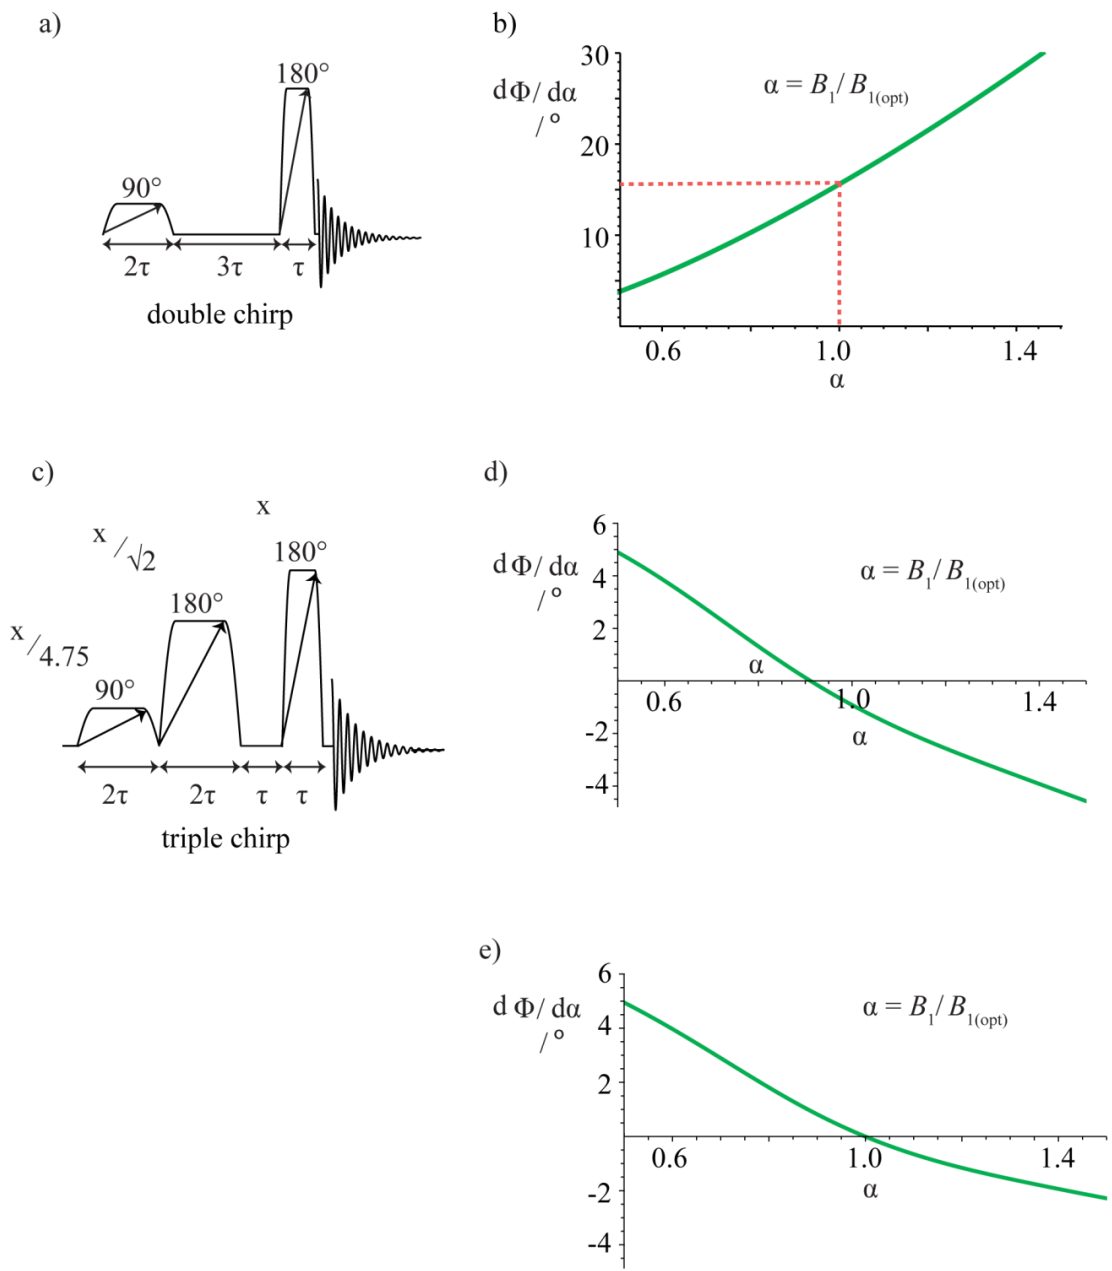 a)
180°
90°
2τ
3τ
τ
double chirp
b)
dΦ/dα
/ °
α = B1/B1(opt)
30
20
10
0.6
1.0
1.4
α
c)
x
x/√2
180°
180°
x/4.75
90°
2τ
2τ
τ
τ
triple chirp
d)
dΦ/dα
/ °
α = B1/B1(opt)
6
4
2
α
0.6
1.0
1.4
-2
α
-4
e)
dΦ/dα
/ °
α = B1/B1(opt)
6
4
2
0.6
1.0
1.4
α
-2
-4